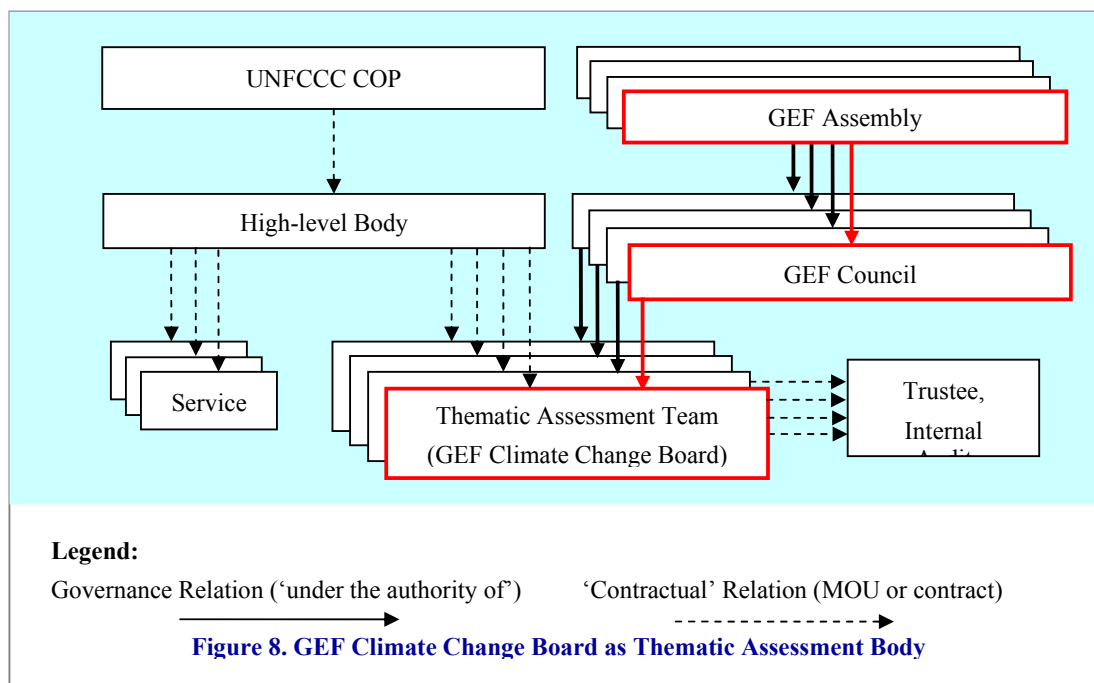 UNFCCC COP
GEF Assembly
High-level Body
GEF Council
Service
Thematic Assessment Team
(GEF Climate Change Board)
Trustee,
Internal
Audit
Legend:
Governance Relation (‘under the authority of’)
‘Contractual’ Relation (MOU or contract)
Figure 8. GEF Climate Change Board as Thematic Assessment Body